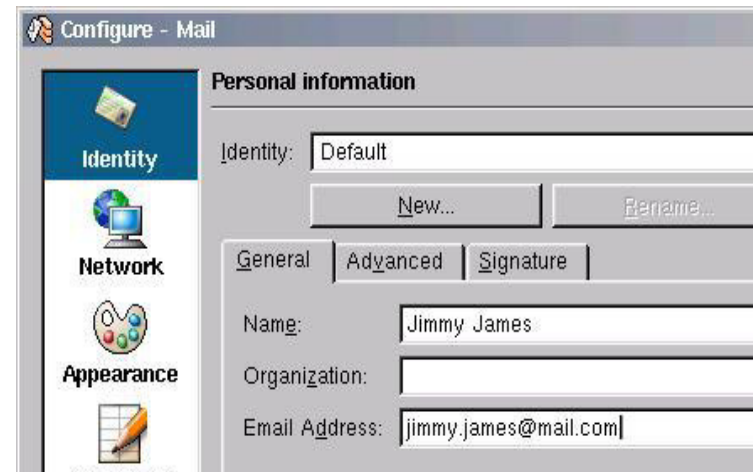 Configure - Mail
Personal information
Identity
Identity: Default
New... Rename...
Network
General Advanced Signature
Name: Jimmy James
Appearance
Organization:
Email Address: jimmy.james@mail.com